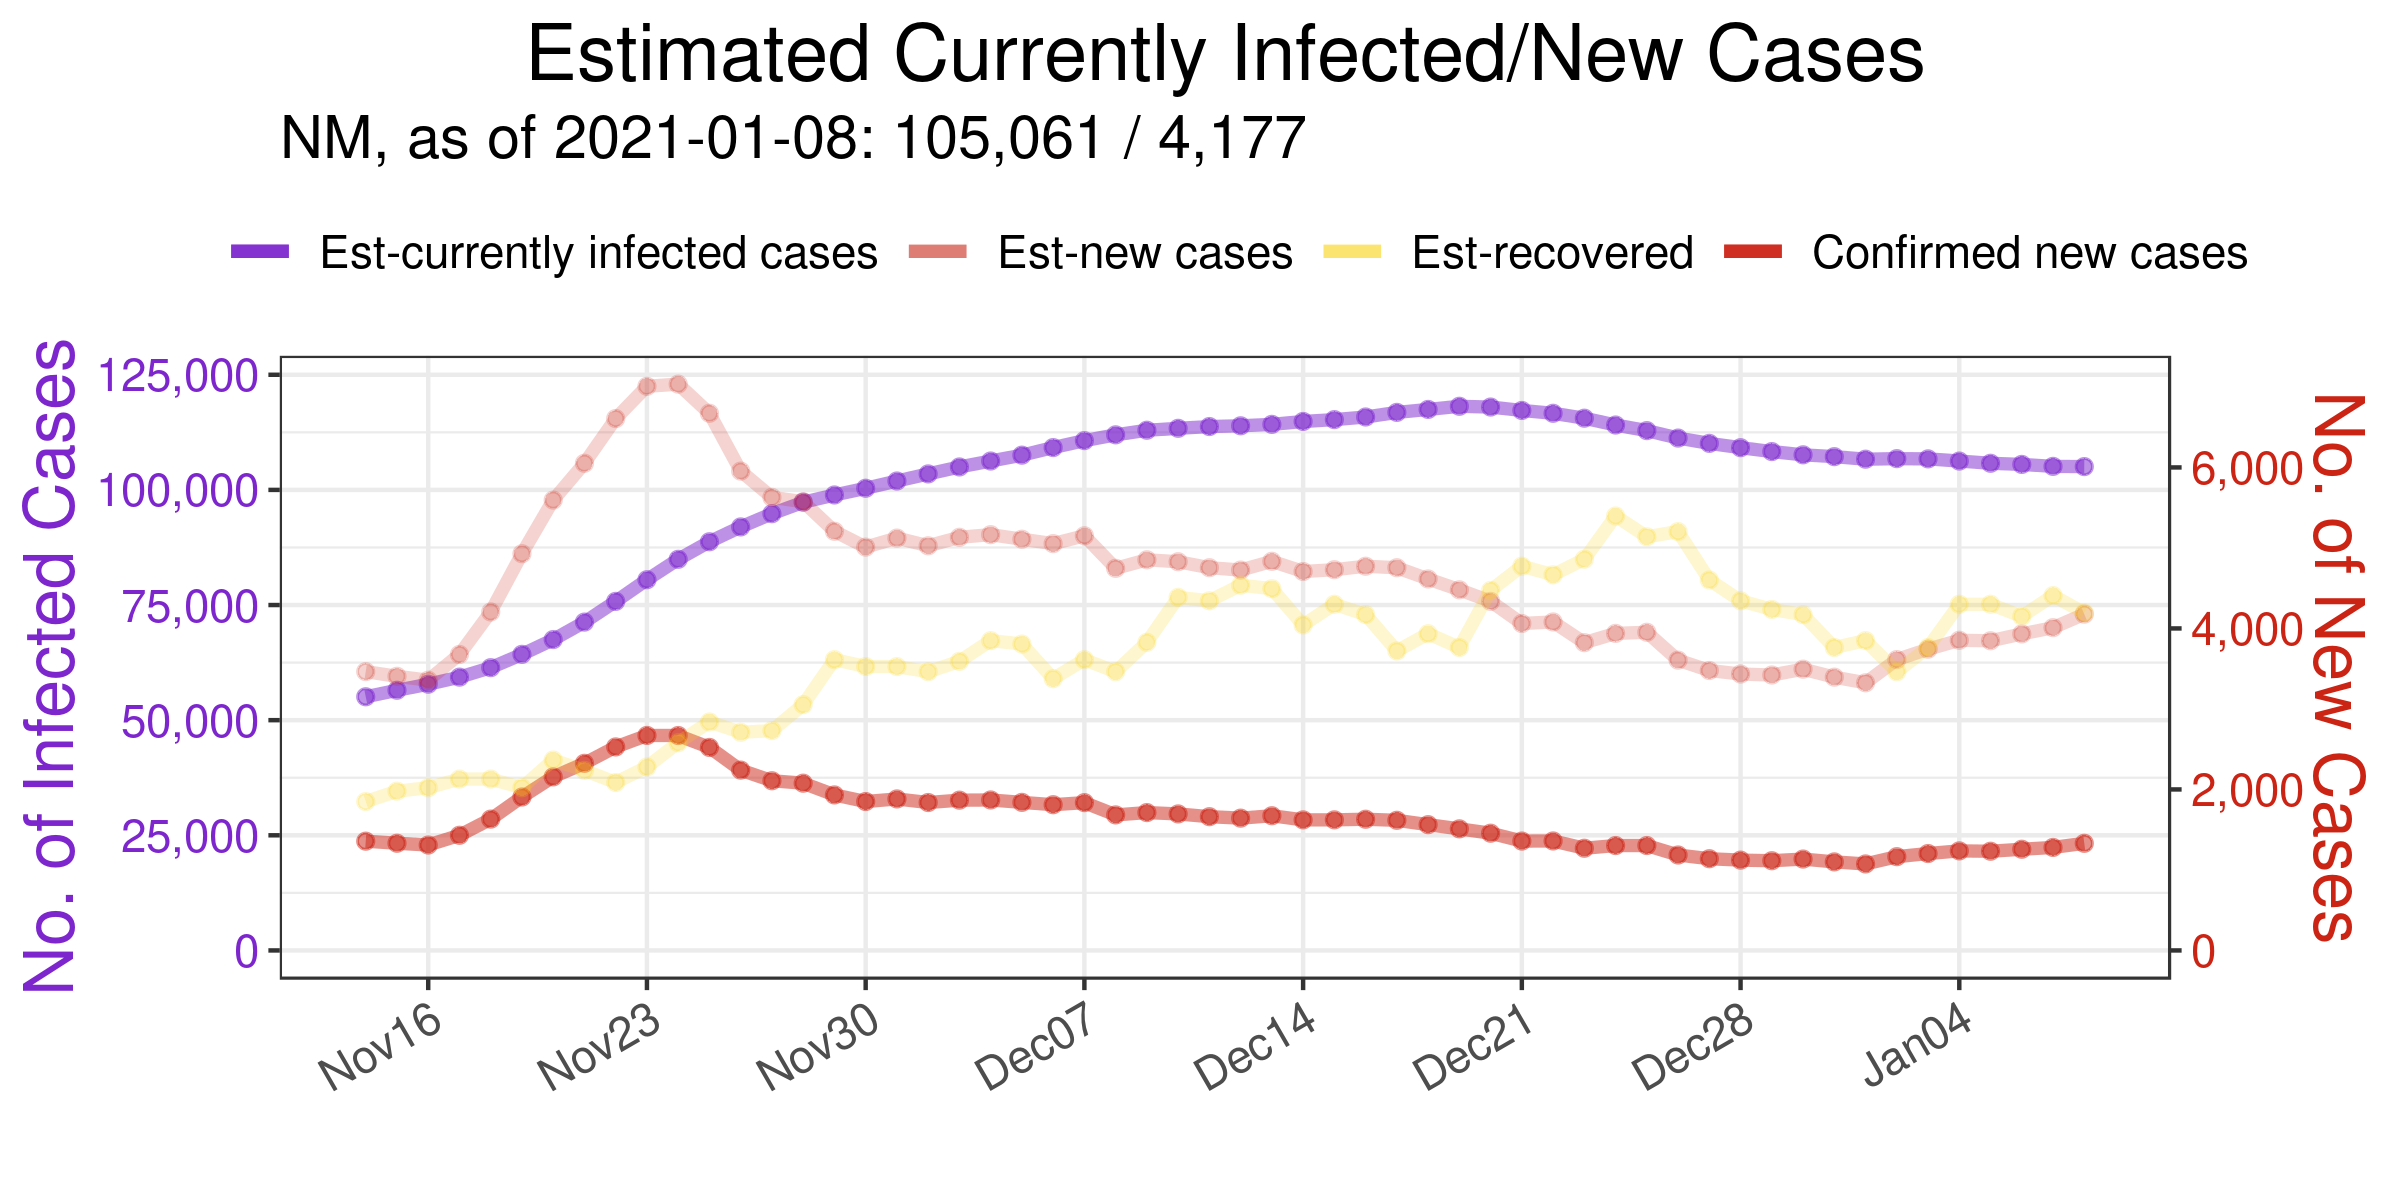 Estimated Currently Infected/New Cases
NM, as of 2021-01-08: 105,061 / 4,177
Est-currently infected cases
Est-new cases
Est-recovered
Confirmed new cases
No. of Infected Cases
125,000
100,000
75,000
50,000
25,000
0
No. of New Cases
6,000
4,000
2,000
0
Nov16
Nov23
Nov30
Dec07
Dec14
Dec21
Dec28
Jan04